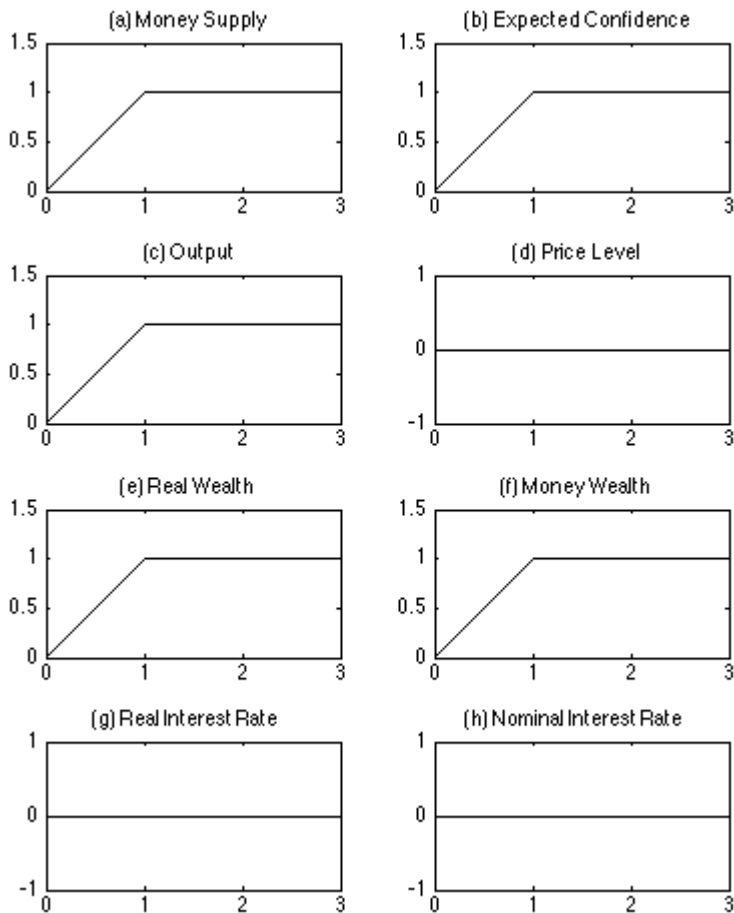 (a) Money Supply
(b) Expected Confidence
1.5 1 0.5 0
0 1 2 3
1.5 1 0.5 0
0 1 2 3
(c) Output
(d) Price Level
1.5 1 0.5 0
0 1 2 3
1 0 -1
0 1 2 3
(e) Real Wealth
(f) Money Wealth
1.5 1 0.5 0
0 1 2 3
1.5 1 0.5 0
0 1 2 3
(g) Real Interest Rate
(h) Nominal Interest Rate
1 0 -1
0 1 2 3
1 0 -1
0 1 2 3